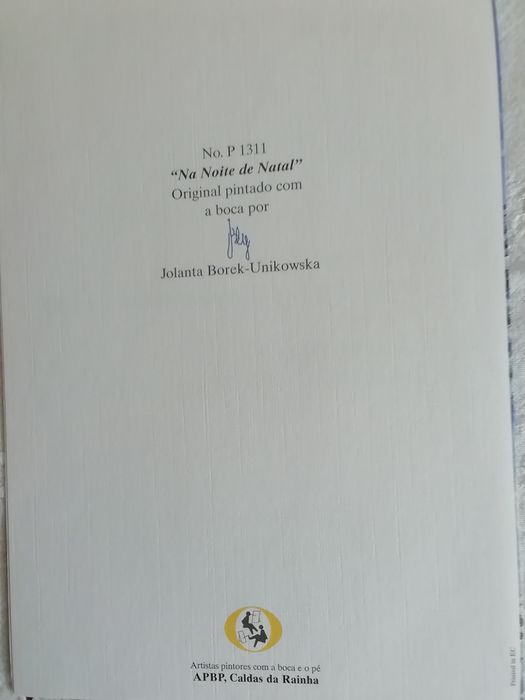 No. P 1311
“Na Noite de Natal”
Original pintado com
a boca por
Jolanta Borek-Unikowska
Artistas pintores com a boca e o pé
APBP, Caldas da Rainha
Printed in EC